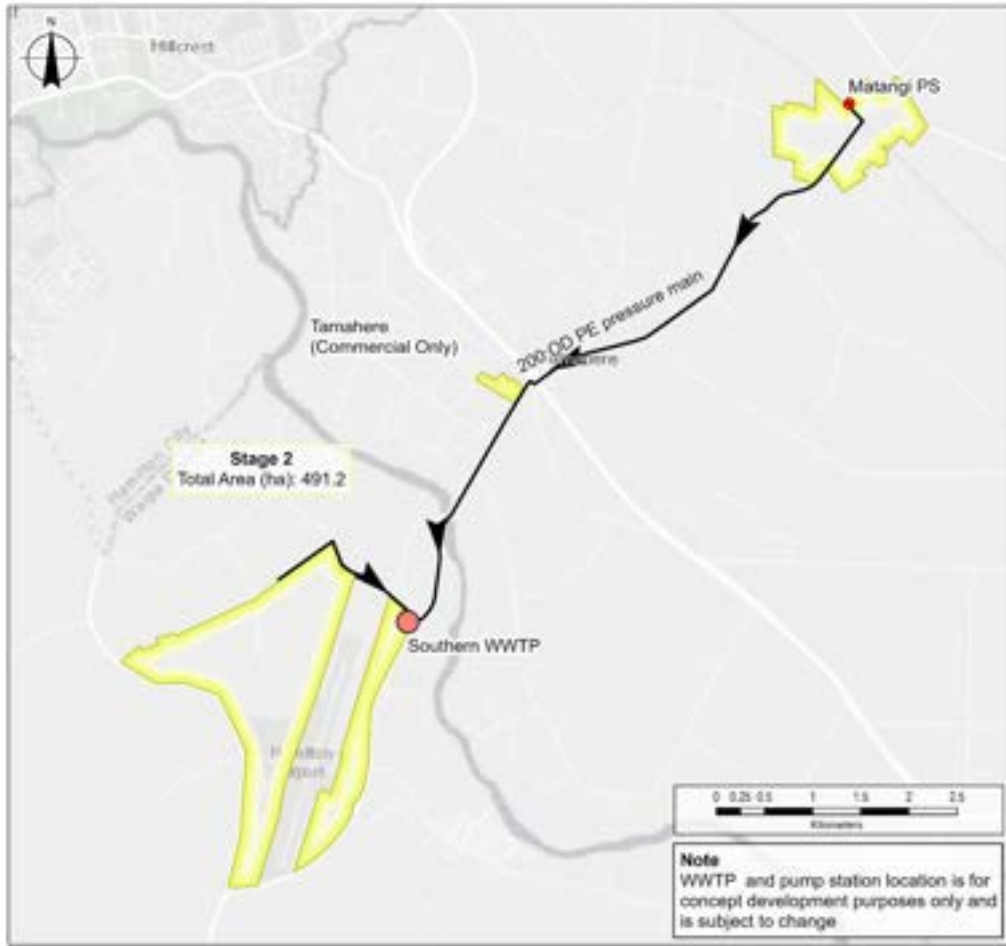 N
Hillcrest
Matangi PS
200 OD PE pressure main
Tamahere
(Commercial Only)
Stage 2
Total Area (ha): 491.2
Hamilton City
Southern WWTP
0 0.25 0.5 1 1.5 2 2.5
Kilometers
Note
WWTP and pump station location is for
concept development purposes only and
is subject to change